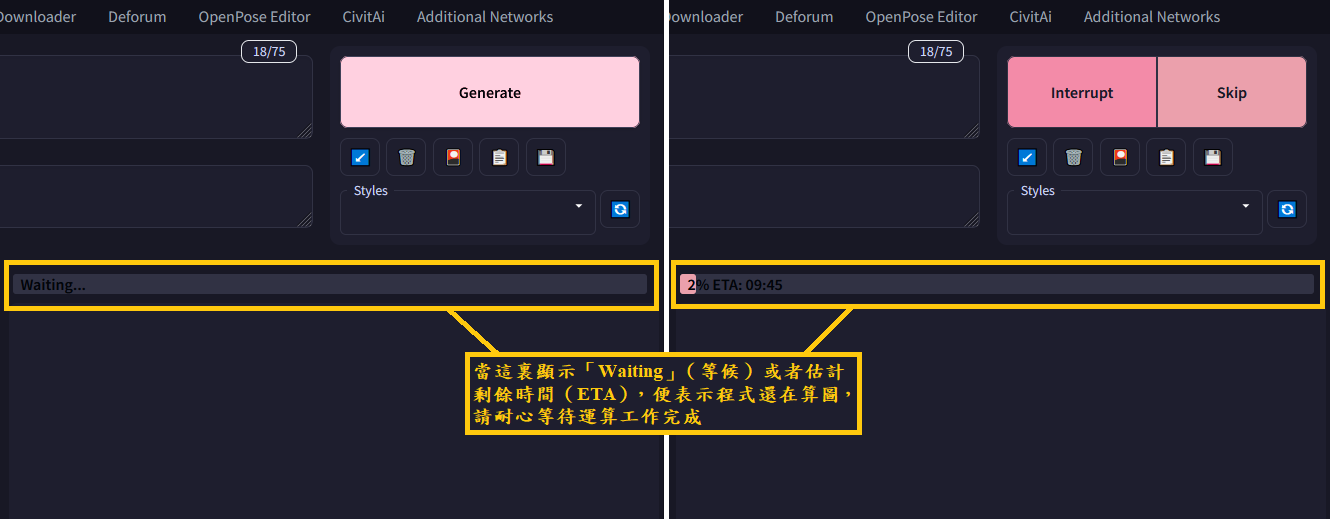 Downloader Deforum OpenPose Editor CivitAi Additional Networks
18/75
Generate
Styles
Waiting...
Downloader Deforum OpenPose Editor CivitAi Additional Networks
18/75
Interrupt Skip
Styles
2% ETA: 09:45
當這裏顯示「Waiting」(等候)或者估計
剩餘時間(ETA),便表示程式還在算圖,
請耐心等待運算工作完成